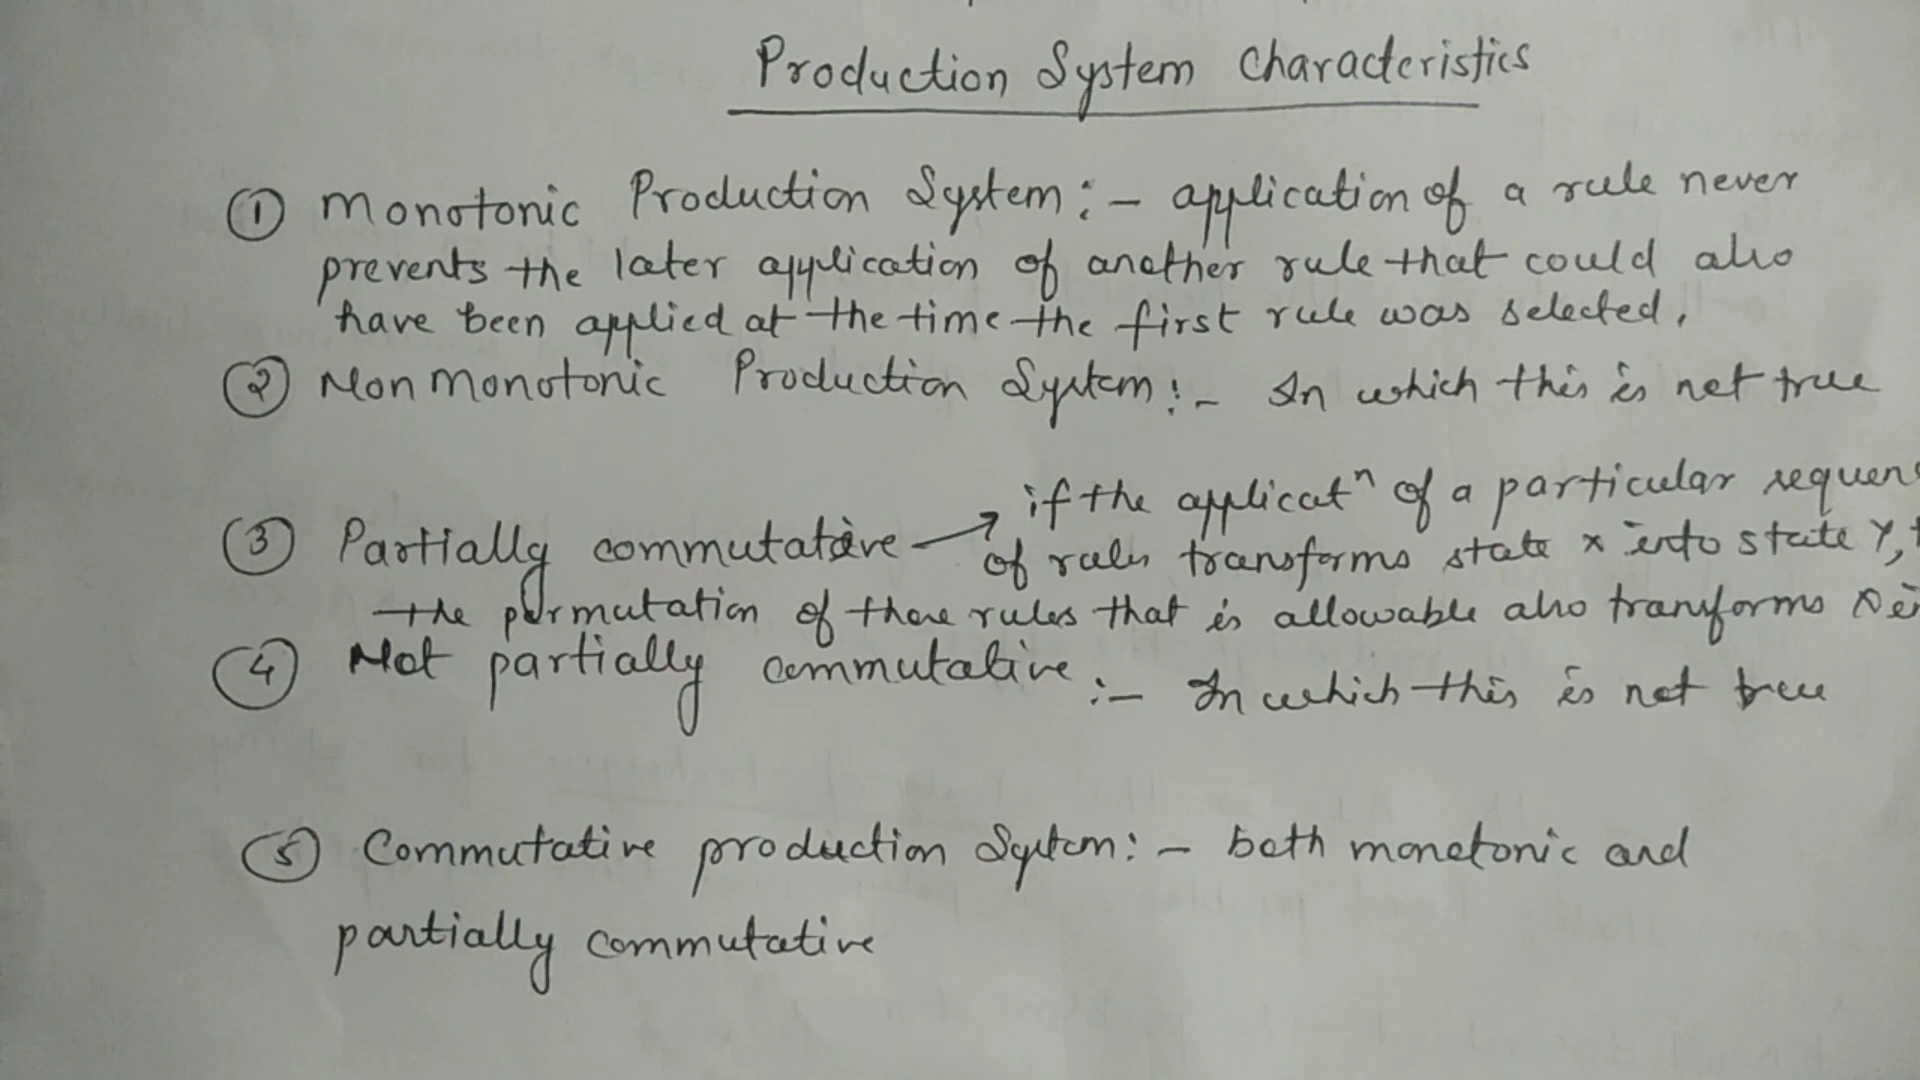 Production System Characteristics
① Monotonic Production System :- application of a rule never
prevents the later application of another rule that could also
have been applied at the time the first rule was selected.
② Non monotonic Production System :- In which this is not true
if the applicatⁿ of a particular sequenc
③ Partially commutative → of rules transforms state x into state Y, t
the permutation of those rules that is allowable also transforms x in
④ Not partially commutative :- In which this is not true
⑤ Commutative production System :- both monotonic and
partially commutative